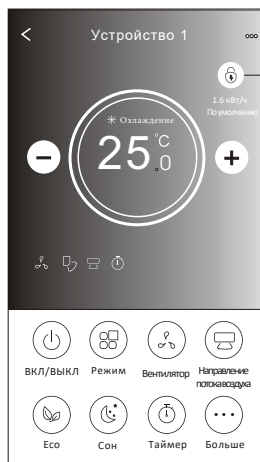 Устройство 1
1.6 кВт/ч
По умолчанию
Охлаждение
25.0°C
ВКЛ/ВЫКЛ
Режим
Вентилятор
Направление
потока воздуха
Eco
Сон
Таймер
Больше